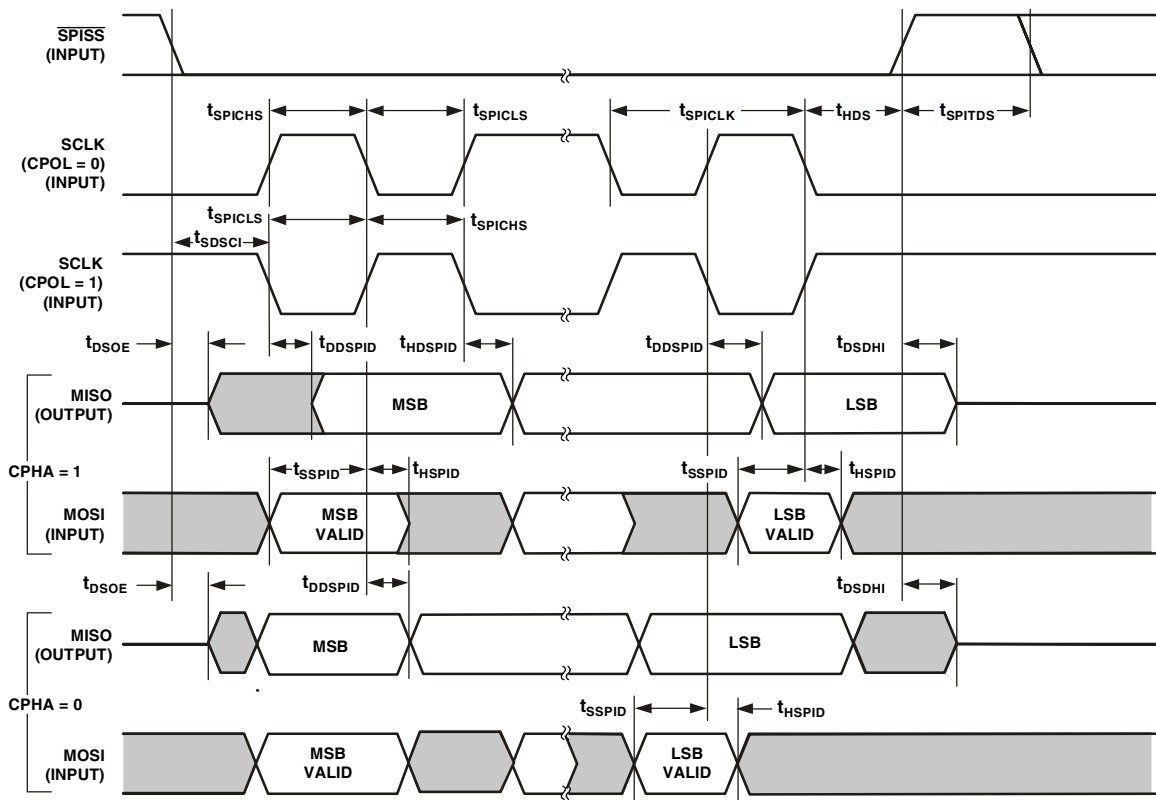 SPISS
(INPUT)
tSPICHS
tSPICLS
tSPICLK
tHDS
tSPITDS
SCLK
(CPOL = 0)
(INPUT)
tSPICLS
tSPICHS
tSDSCI
SCLK
(CPOL = 1)
(INPUT)
tDSOE
tDDSPID
tHDSPID
tDDSPID
tDSDHI
MISO
(OUTPUT)
MSB
LSB
CPHA = 1
tSSPID
tHSPID
tSSPID
tHSPID
MOSI
(INPUT)
MSB
VALID
LSB
VALID
tDSOE
tDDSPID
tDSDHI
MISO
(OUTPUT)
MSB
LSB
CPHA = 0
tSSPID
tHSPID
MOSI
(INPUT)
MSB
VALID
LSB
VALID